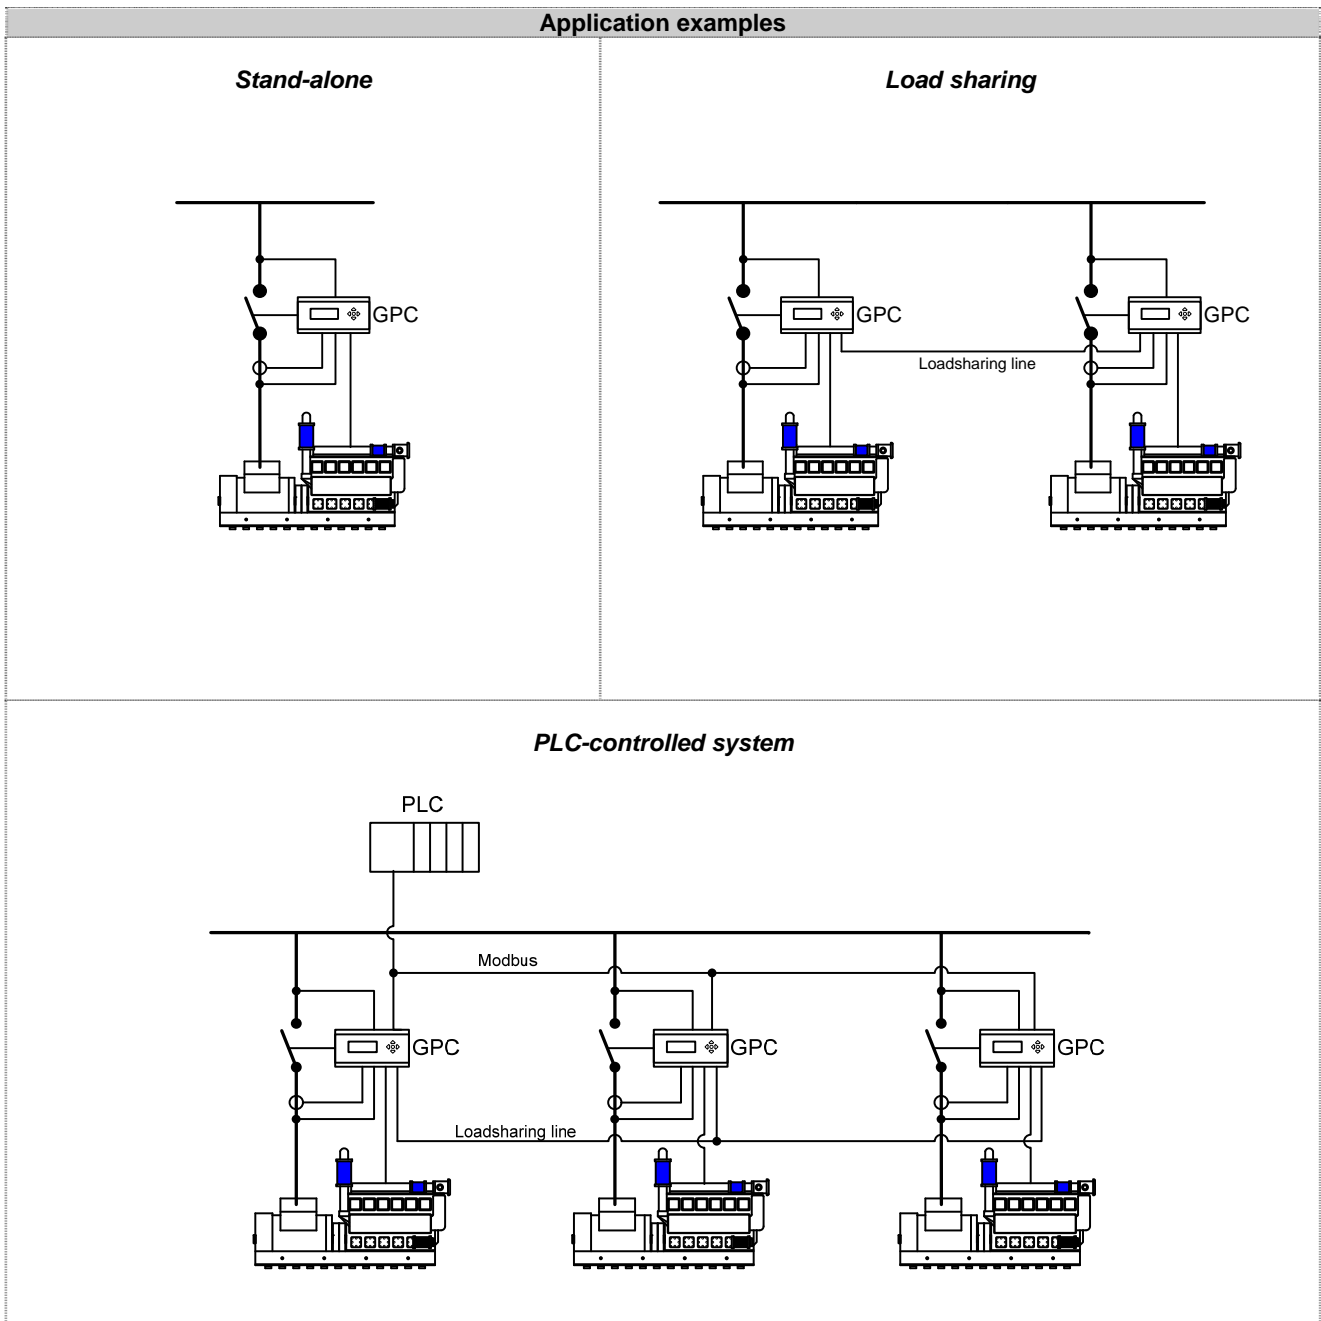 Application examples
Stand-alone
GPC
Load sharing
GPC
GPC
Loadsharing line
PLC-controlled system
PLC
Modbus
GPC
GPC
GPC
Loadsharing line